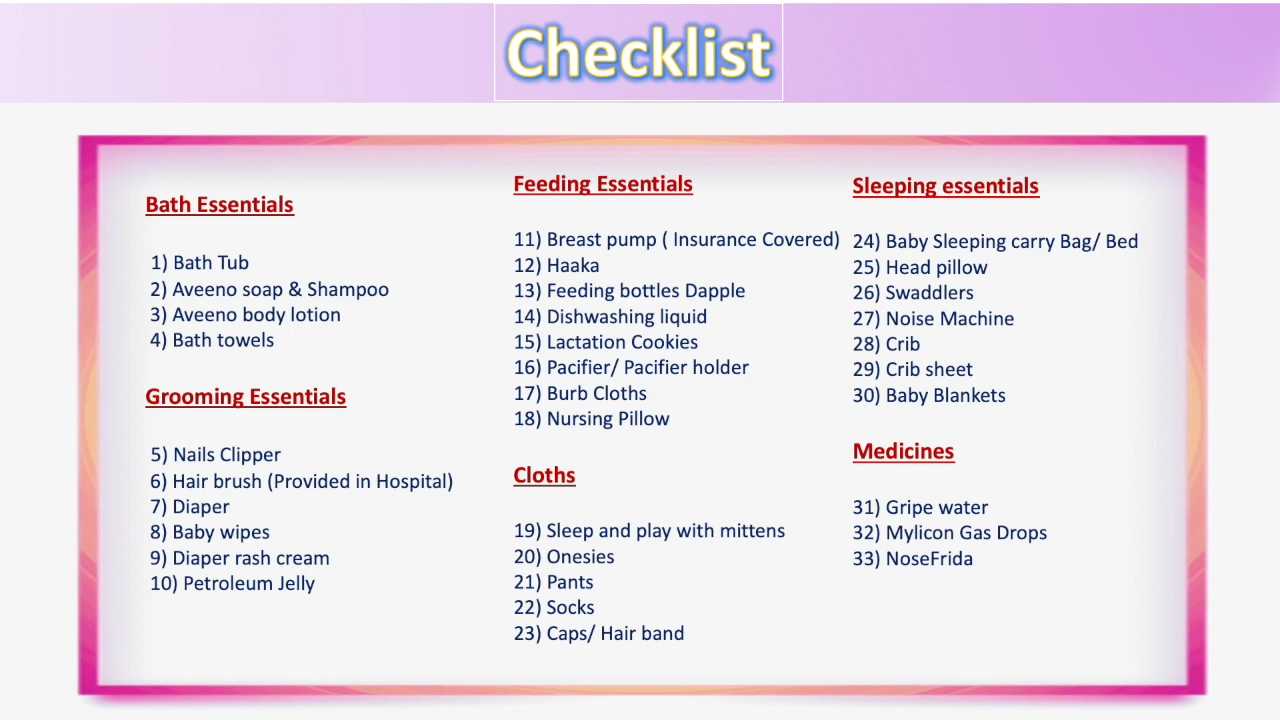 Checklist
Bath Essentials
1) Bath Tub
2) Aveeno soap & Shampoo
3) Aveeno body lotion
4) Bath towels
Grooming Essentials
5) Nails Clipper
6) Hair brush (Provided in Hospital)
7) Diaper
8) Baby wipes
9) Diaper rash cream
10) Petroleum Jelly
Feeding Essentials
11) Breast pump ( Insurance Covered)
12) Haaka
13) Feeding bottles Dapple
14) Dishwashing liquid
15) Lactation Cookies
16) Pacifier/ Pacifier holder
17) Burb Cloths
18) Nursing Pillow
Cloths
19) Sleep and play with mittens
20) Onesies
21) Pants
22) Socks
23) Caps/ Hair band
Sleeping essentials
24) Baby Sleeping carry Bag/ Bed
25) Head pillow
26) Swaddlers
27) Noise Machine
28) Crib
29) Crib sheet
30) Baby Blankets
Medicines
31) Gripe water
32) Mylicon Gas Drops
33) NoseFrida